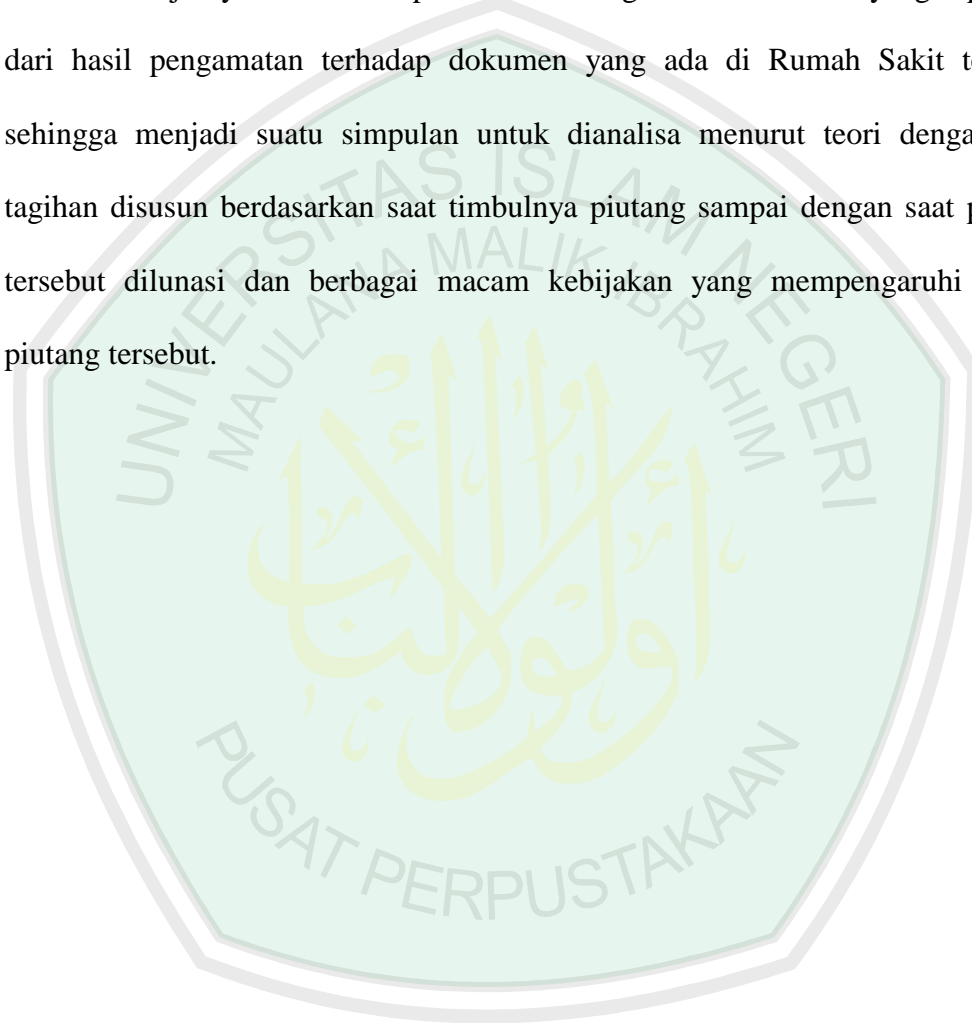 dari hasil pengamatan terhadap dokumen yang ada di Rumah Sakit
sehingga menjadi suatu simpulan untuk dianalisa menurut teori
tagihan disusun berdasarkan saat timbulnya piutang sampai dengan saat
tersebut dilunasi dan berbagai macam kebijakan yang mempengaruhi
piutang tersebut.
UNIVERSITAS ISLAM NEGERI
MAULANA MALIK IBRAHIM
PUSAT PERPUSTAKAAN